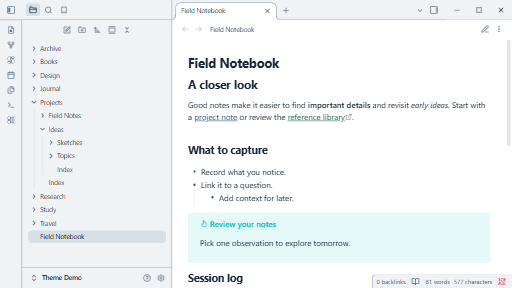 Field Notebook
Field Notebook
Archive
Books
Design
Journal
Projects
Field Notes
Ideas
Sketches
Topics
Index
Index
Research
Study
Travel
Field Notebook
Theme Demo
Field Notebook
A closer look
Good notes make it easier to find important details and revisit early ideas. Start with
a project note or review the reference library.
What to capture
Record what you notice.
Link it to a question.
Add context for later.
Review your notes
Pick one observation to explore tomorrow.
Session log
0 backlinks 81 words 577 characters